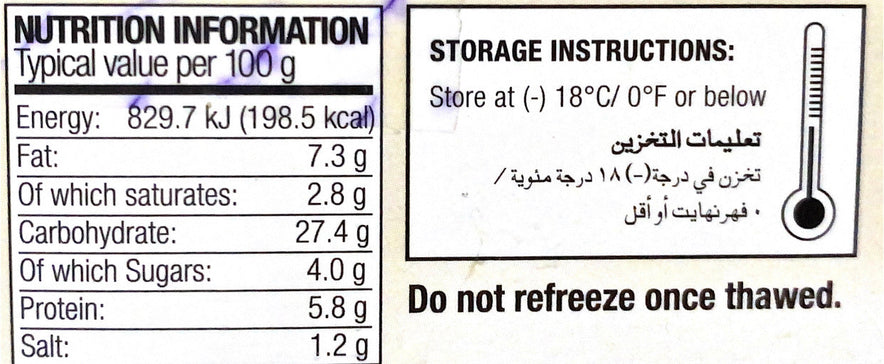 NUTRITION INFORMATION
Typical value per 100 g
Energy: 829.7 kJ (198.5 kcal)
Fat: 7.3 g
Of which saturates: 2.8 g
Carbohydrate: 27.4 g
Of which Sugars: 4.0 g
Protein: 5.8 g
Salt: 1.2 g
STORAGE INSTRUCTIONS:
Store at (-) 18°C/ 0°F or below
تعليمات التخزين
تخزن في درجة(-) ١٨ درجة مئوية /
٠ فهرنهايت أو أقل
Do not refreeze once thawed.